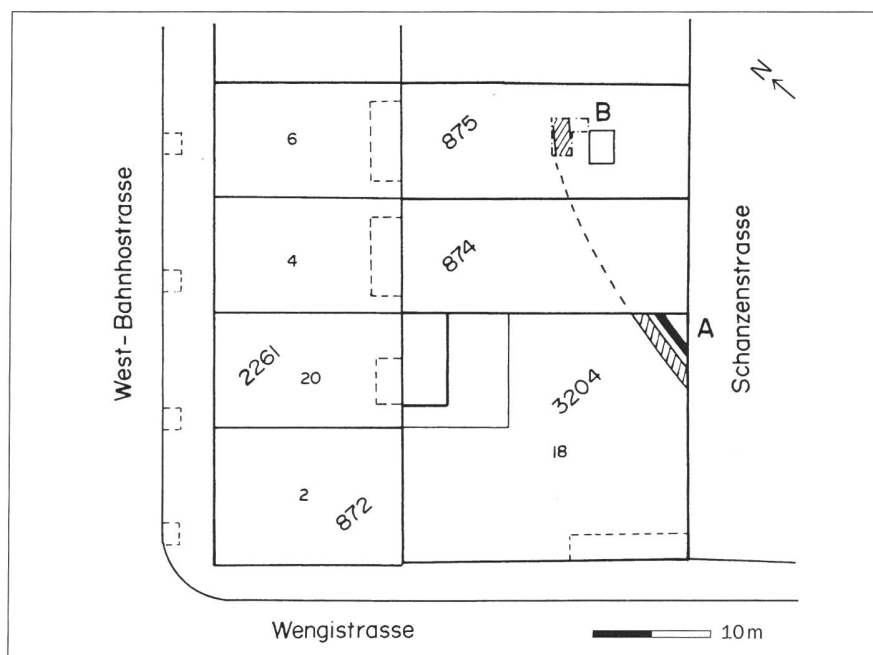 N
6
875
B
4
874
A
West-Bahnhostrasse
Schanzenstrasse
2261
20
3204
18
2
872
Wengistrasse
10 m